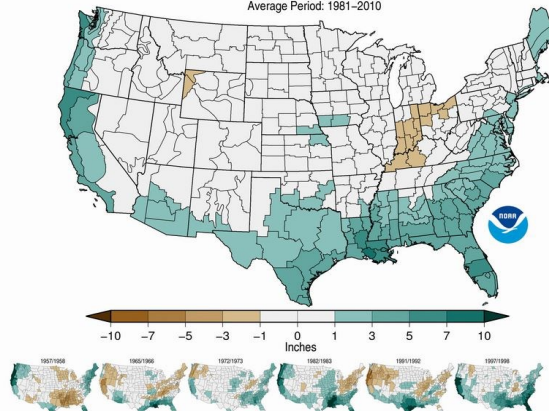 Average Period: 1981−2010
NOAA
−10 −7 −5 −3 −1 0 1 3 5 7 10
Inches
1957/1958 1965/1966 1972/1973 1982/1983 1991/1992 1997/1998